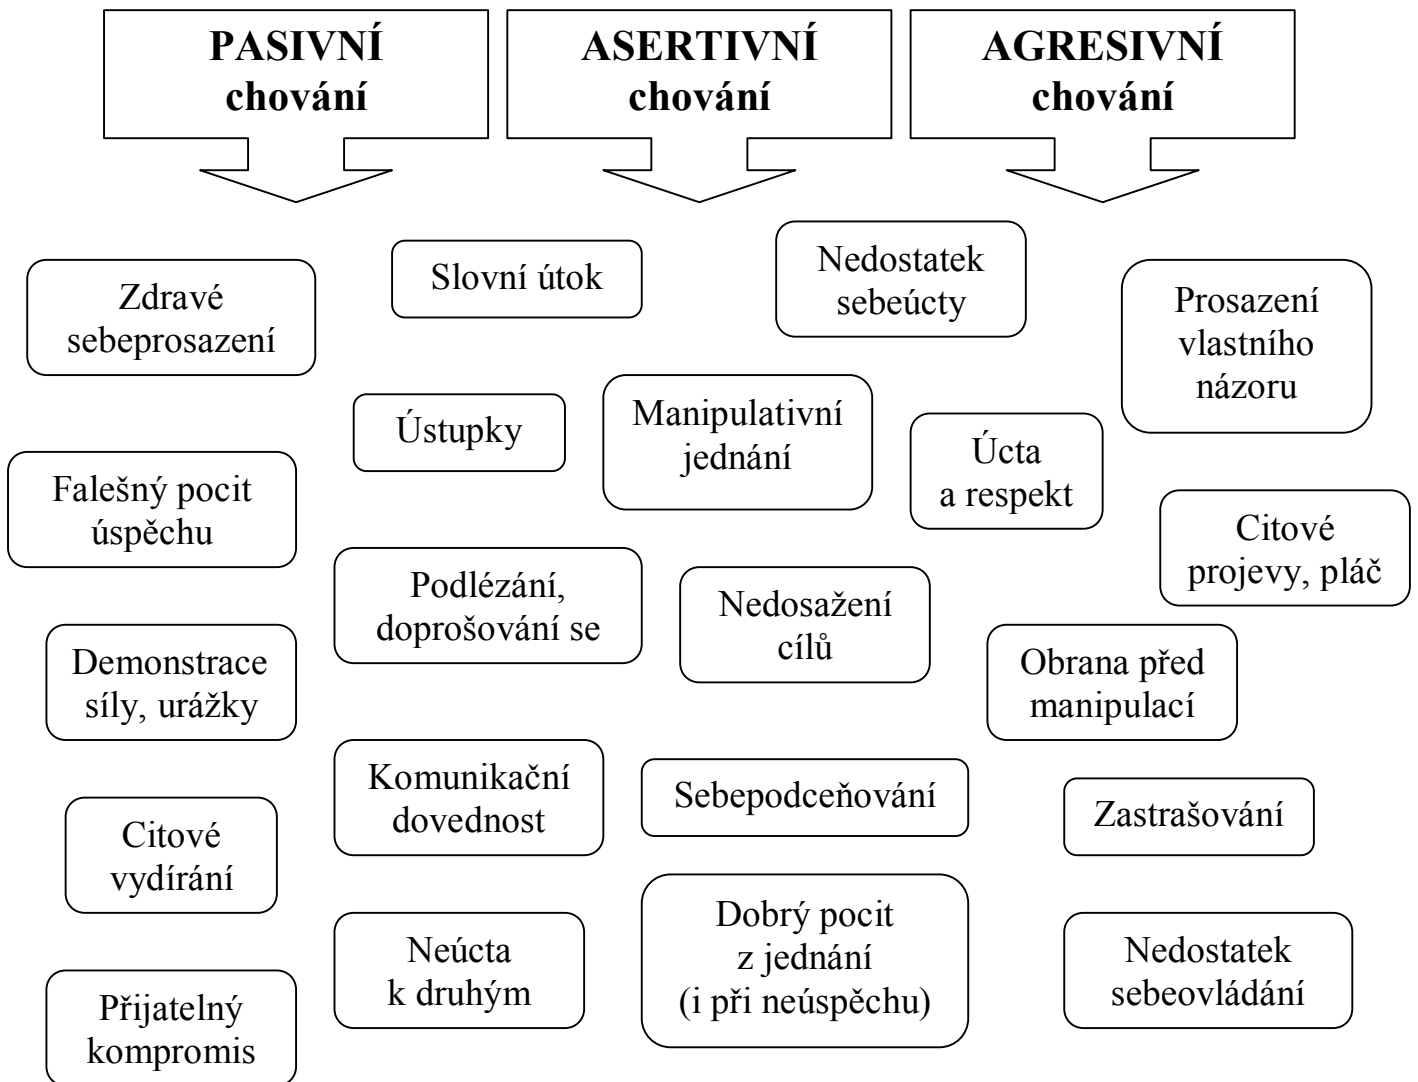 PASIVNÍ
chování
ASERTIVNÍ
chování
AGRESIVNÍ
chování
Zdravé
sebeprosazení
Slovní útok
Nedostatek
sebeúcty
Prosazení
vlastního
názoru
Ústupky
Manipulativní
jednání
Úcta
a respekt
Falešný pocit
úspěchu
Citové
projevy, pláč
Podlézání,
doprošování se
Nedosažení
cílů
Demonstrace
síly, urážky
Obrana před
manipulací
Komunikační
dovednost
Sebepodceňování
Zastrašování
Citové
vydírání
Dobrý pocit
z jednání
(i při neúspěchu)
Neúcta
k druhým
Nedostatek
sebeovládání
Přijatelný
kompromis